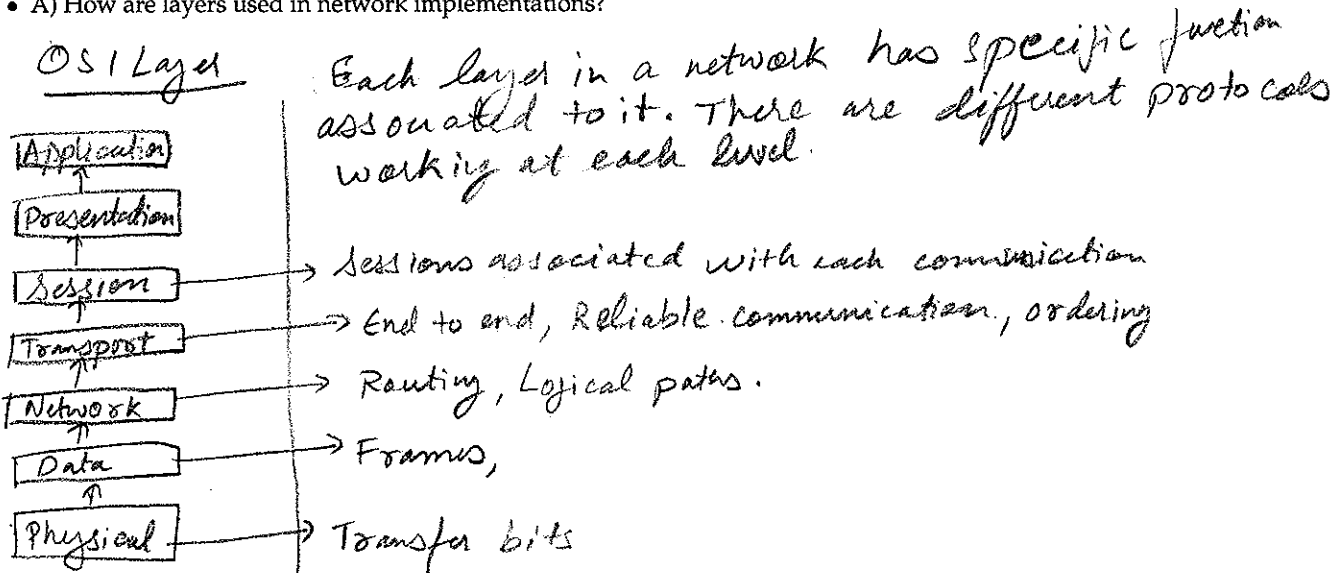 • A) How are layers used in network implementations?
OSI Layer
Each layer in a network has specific function
associated to it. There are different protocols
working at each level.
Application
Presentation
Session → Sessions associated with each communication
Transport → End to end, Reliable communication, ordering
Network → Routing, Logical paths.
Data → Frames,
Physical → Transfer bits